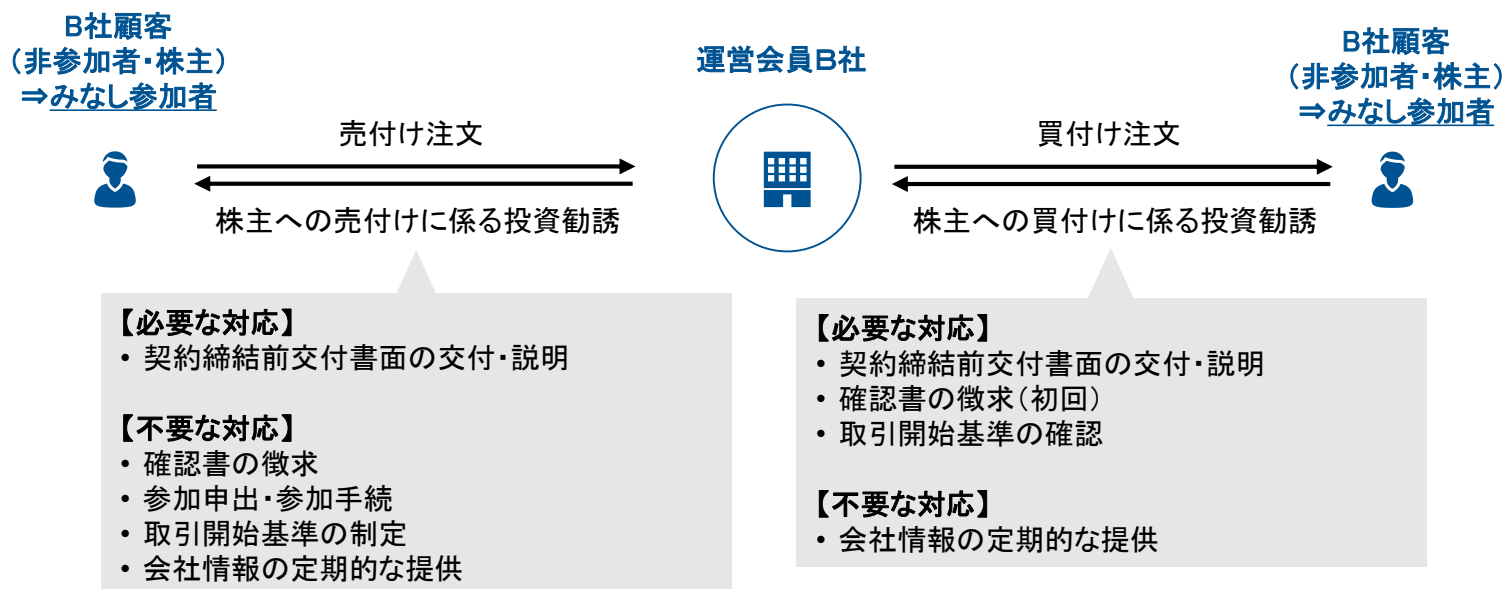 B社顧客
（非参加者・株主）
⇒みなし参加者
運営会員B社
B社顧客
（非参加者・株主）
⇒みなし参加者
売付け注文
株主への売付けに係る投資勧誘
買付け注文
株主への買付けに係る投資勧誘
【必要な対応】
• 契約締結前交付書面の交付・説明
【不要な対応】
• 確認書の徴求
• 参加申出・参加手続
• 取引開始基準の制定
• 会社情報の定期的な提供
【必要な対応】
• 契約締結前交付書面の交付・説明
• 確認書の徴求（初回）
• 取引開始基準の確認
【不要な対応】
• 会社情報の定期的な提供